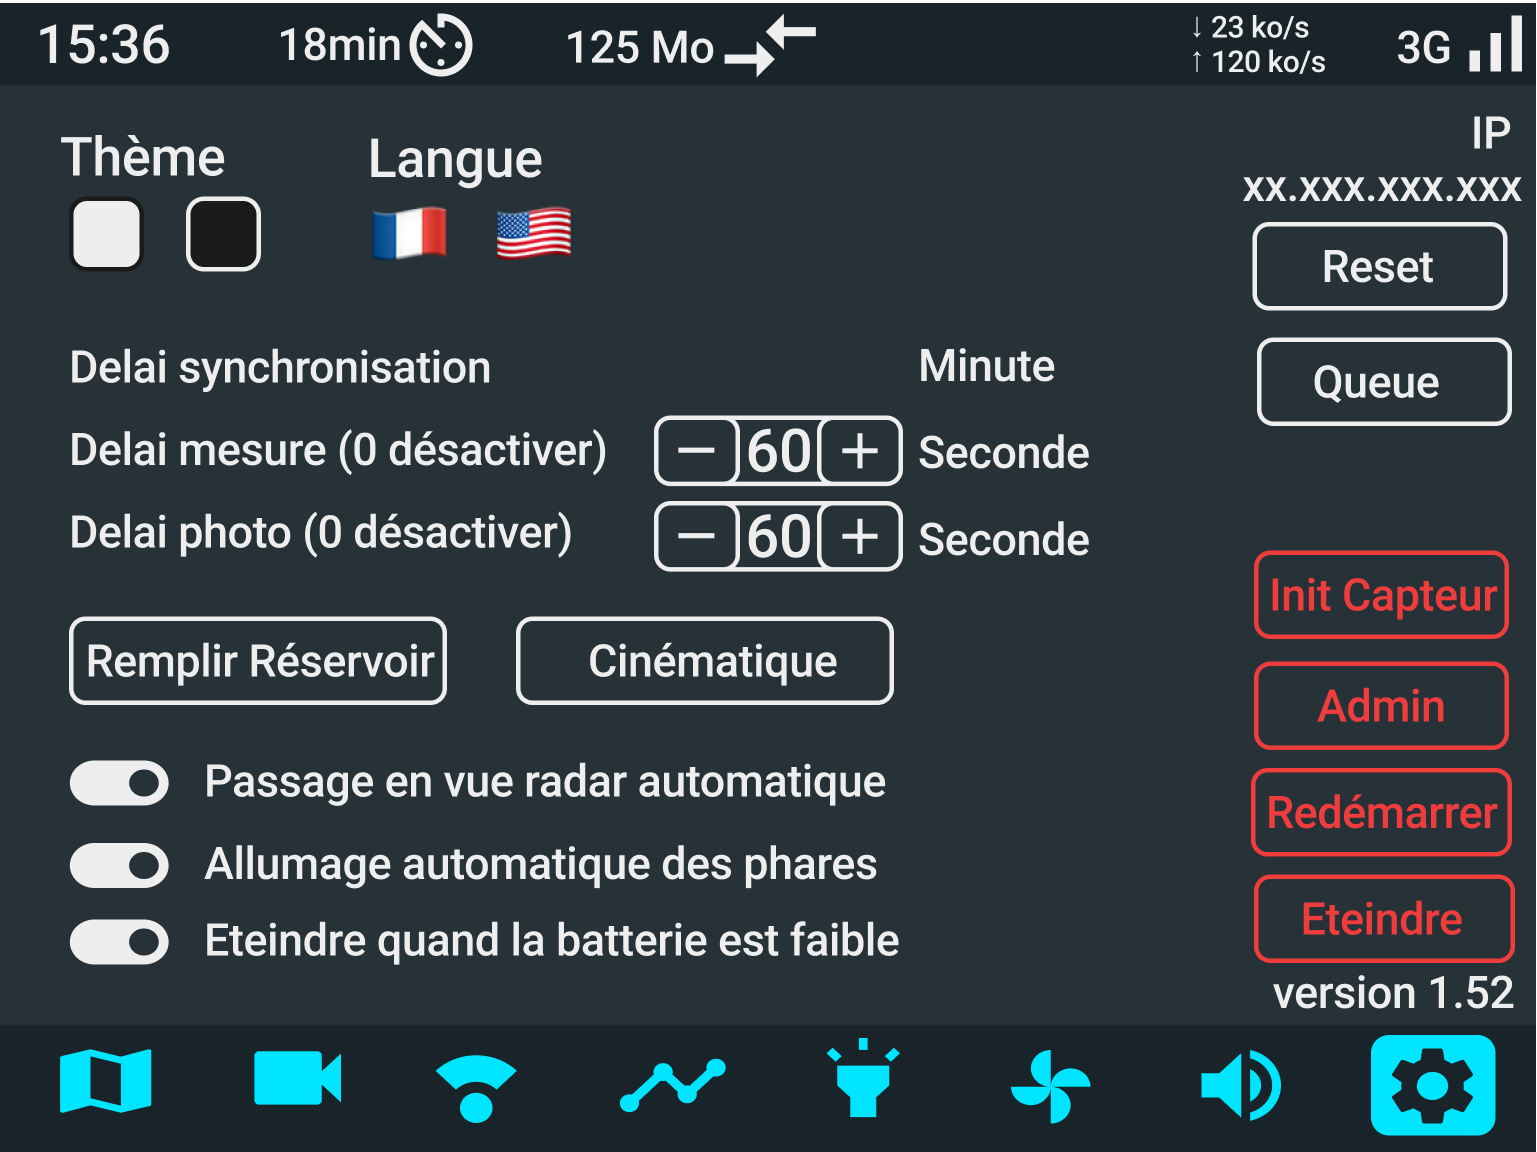 15:36 18min 125 Mo ↓ 23 ko/s 3G
↑ 120 ko/s
IP
Thème Langue
xx.xxx.xxx.xxx
Reset
Delai synchronisation Minute
Queue
Delai mesure (0 désactiver) − 60 + Seconde
Delai photo (0 désactiver) − 60 + Seconde
Init Capteur
Remplir Réservoir Cinématique
Admin
Passage en vue radar automatique
Redémarrer
Allumage automatique des phares
Eteindre
Eteindre quand la batterie est faible
version 1.52